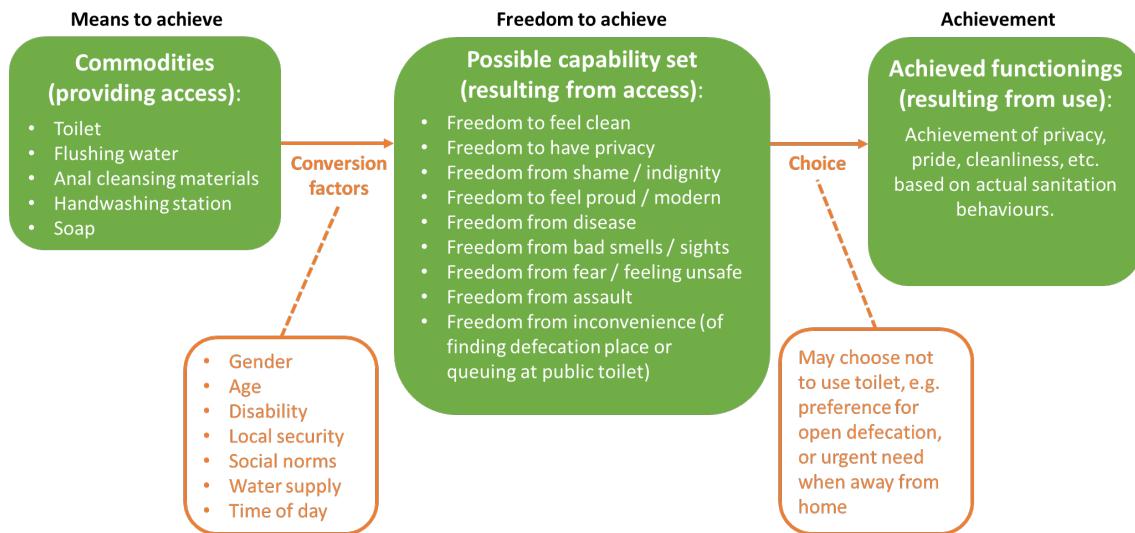 Means to achieve
Commodities
(providing access):
• Toilet
• Flushing water
• Anal cleansing materials
• Handwashing station
• Soap
Conversion
factors
• Gender
• Age
• Disability
• Local security
• Social norms
• Water supply
• Time of day
Freedom to achieve
Possible capability set
(resulting from access):
• Freedom to feel clean
• Freedom to have privacy
• Freedom from shame / indignity
• Freedom to feel proud / modern
• Freedom from disease
• Freedom from bad smells / sights
• Freedom from fear / feeling unsafe
• Freedom from assault
• Freedom from inconvenience (of
finding defecation place or
queuing at public toilet)
Choice
May choose not
to use toilet, e.g.
preference for
open defecation,
or urgent need
when away from
home
Achievement
Achieved functionings
(resulting from use):
Achievement of privacy,
pride, cleanliness, etc.
based on actual sanitation
behaviours.